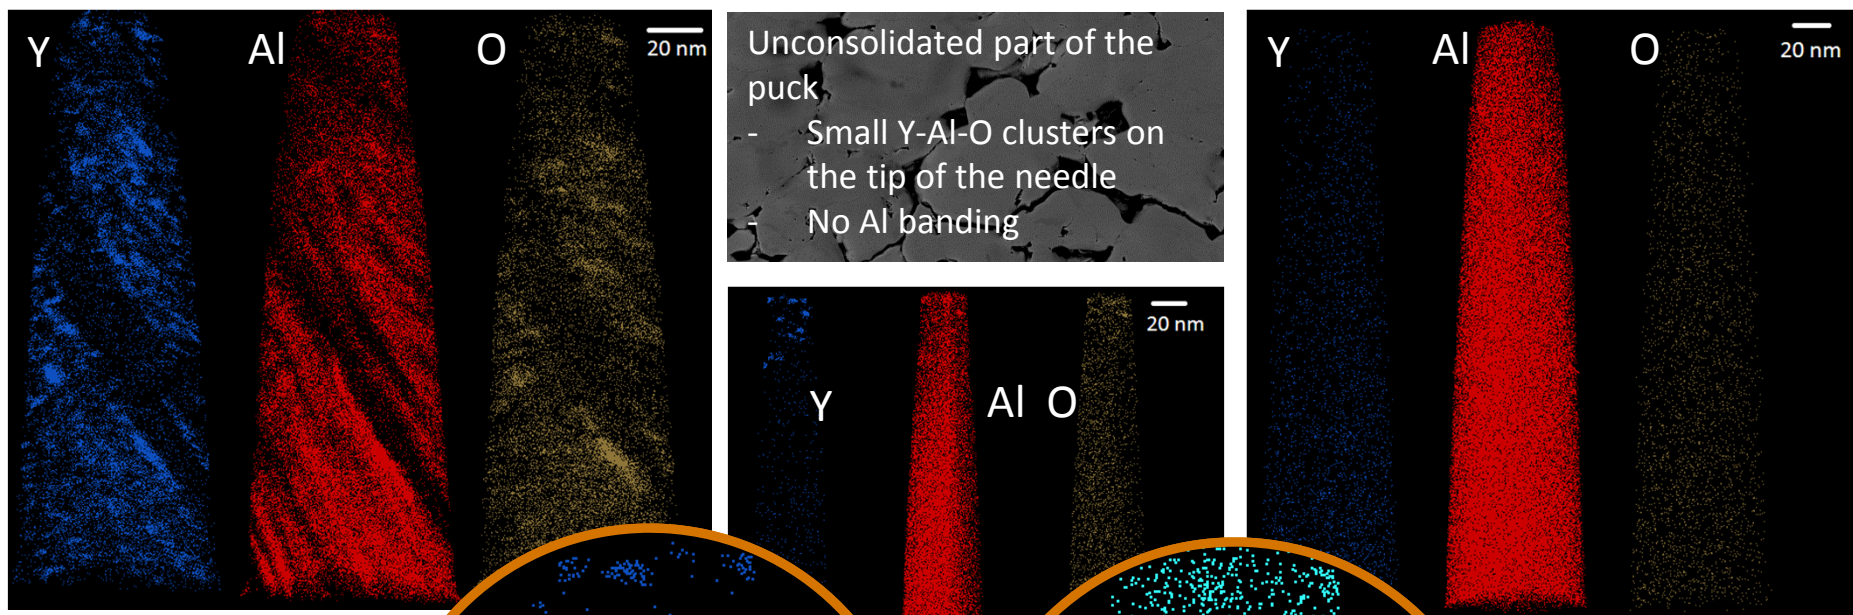 Y Al O
20 nm
Unconsolidated part of the
puck
- Small Y-Al-O clusters on
the tip of the needle
- No Al banding
20 nm
Y Al O
Y Al O
20 nm